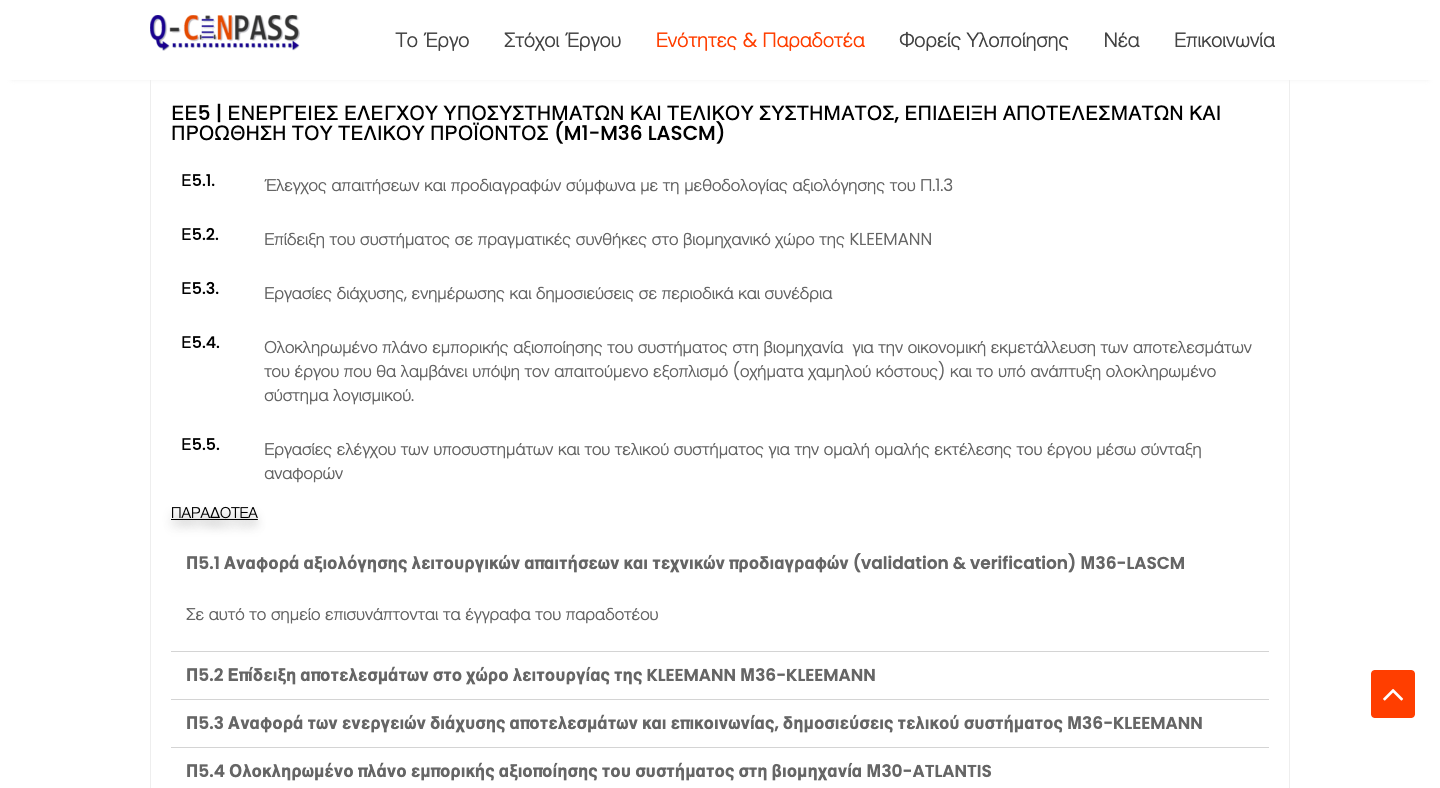 Q-CONPASS
Το Έργο Στόχοι Έργου Ενότητες & Παραδοτέα Φορείς Υλοποίησης Νέα Επικοινωνία
ΕΕ5 | ΕΝΕΡΓΕΙΕΣ ΕΛΕΓΧΟΥ ΥΠΟΣΥΣΤΗΜΑΤΩΝ ΚΑΙ ΤΕΛΙΚΟΥ ΣΥΣΤΗΜΑΤΟΣ, ΕΠΙΔΕΙΞΗ ΑΠΟΤΕΛΕΣΜΑΤΩΝ ΚΑΙ
ΠΡΟΩΘΗΣΗ ΤΟΥ ΤΕΛΙΚΟΥ ΠΡΟΪΟΝΤΟΣ (M1-M36 LASCM)
Ε5.1. Έλεγχος απαιτήσεων και προδιαγραφών σύμφωνα με τη μεθοδολογίας αξιολόγησης του Π.1.3
Ε5.2. Επίδειξη του συστήματος σε πραγματικές συνθήκες στο βιομηχανικό χώρο της KLEEMANN
Ε5.3. Εργασίες διάχυσης, ενημέρωσης και δημοσιεύσεις σε περιοδικά και συνέδρια
Ε5.4. Ολοκληρωμένο πλάνο εμπορικής αξιοποίησης του συστήματος στη βιομηχανία  για την οικονομική εκμετάλλευση των αποτελεσμάτων
του έργου που θα λαμβάνει υπόψη τον απαιτούμενο εξοπλισμό (οχήματα χαμηλού κόστους) και το υπό ανάπτυξη ολοκληρωμένο
σύστημα λογισμικού.
Ε5.5. Εργασίες ελέγχου των υποσυστημάτων και του τελικού συστήματος για την ομαλή ομαλής εκτέλεσης του έργου μέσω σύνταξη
αναφορών
ΠΑΡΑΔΟΤΕΑ
Π5.1 Αναφορά αξιολόγησης λειτουργικών απαιτήσεων και τεχνικών προδιαγραφών (validation & verification) Μ36-LASCM
Σε αυτό το σημείο επισυνάπτονται τα έγγραφα του παραδοτέου
Π5.2 Επίδειξη αποτελεσμάτων στο χώρο λειτουργίας της KLEEMANN Μ36-KLEEMANN
Π5.3 Αναφορά των ενεργειών διάχυσης αποτελεσμάτων και επικοινωνίας, δημοσιεύσεις τελικού συστήματος Μ36-KLEEMANN
Π5.4 Ολοκληρωμένο πλάνο εμπορικής αξιοποίησης του συστήματος στη βιομηχανία Μ30-ATLANTIS